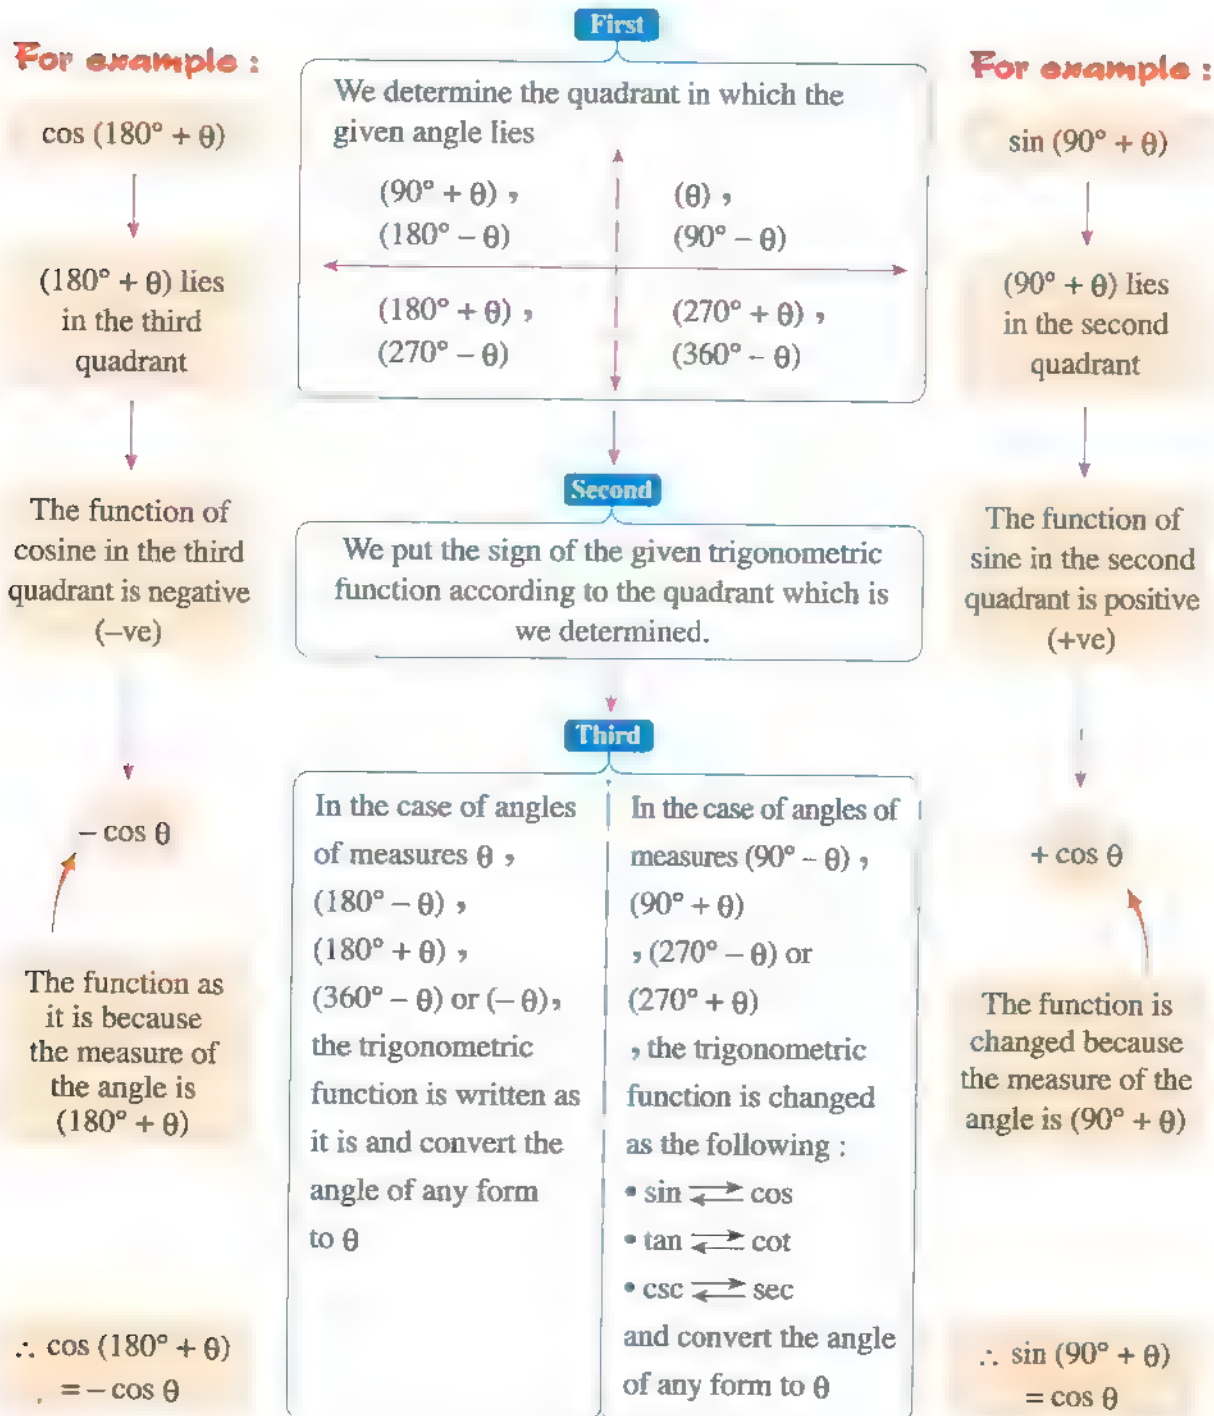 For example :
cos (180° + θ)
(180° + θ) lies
in the third
quadrant
The function of
cosine in the third
quadrant is negative
(–ve)
– cos θ
The function as
it is because
the measure of
the angle is
(180° + θ)
∴ cos (180° + θ)
= – cos θ
First
We determine the quadrant in which the
given angle lies
(90° + θ) ,
(180° – θ)
(θ) ,
(90° – θ)
(180° + θ) ,
(270° – θ)
(270° + θ) ,
(360° – θ)
Second
We put the sign of the given trigonometric
function according to the quadrant which is
we determined.
Third
In the case of angles
of measures θ ,
(180° – θ) ,
(180° + θ) ,
(360° – θ) or (– θ),
the trigonometric
function is written as
it is and convert the
angle of any form
to θ
In the case of angles of
measures (90° – θ) ,
(90° + θ)
, (270° – θ) or
(270° + θ)
, the trigonometric
function is changed
as the following :
• sin ⇄ cos
• tan ⇄ cot
• csc ⇄ sec
and convert the angle
of any form to θ
For example :
sin (90° + θ)
(90° + θ) lies
in the second
quadrant
The function of
sine in the second
quadrant is positive
(+ve)
+ cos θ
The function is
changed because
the measure of the
angle is (90° + θ)
∴ sin (90° + θ)
= cos θ